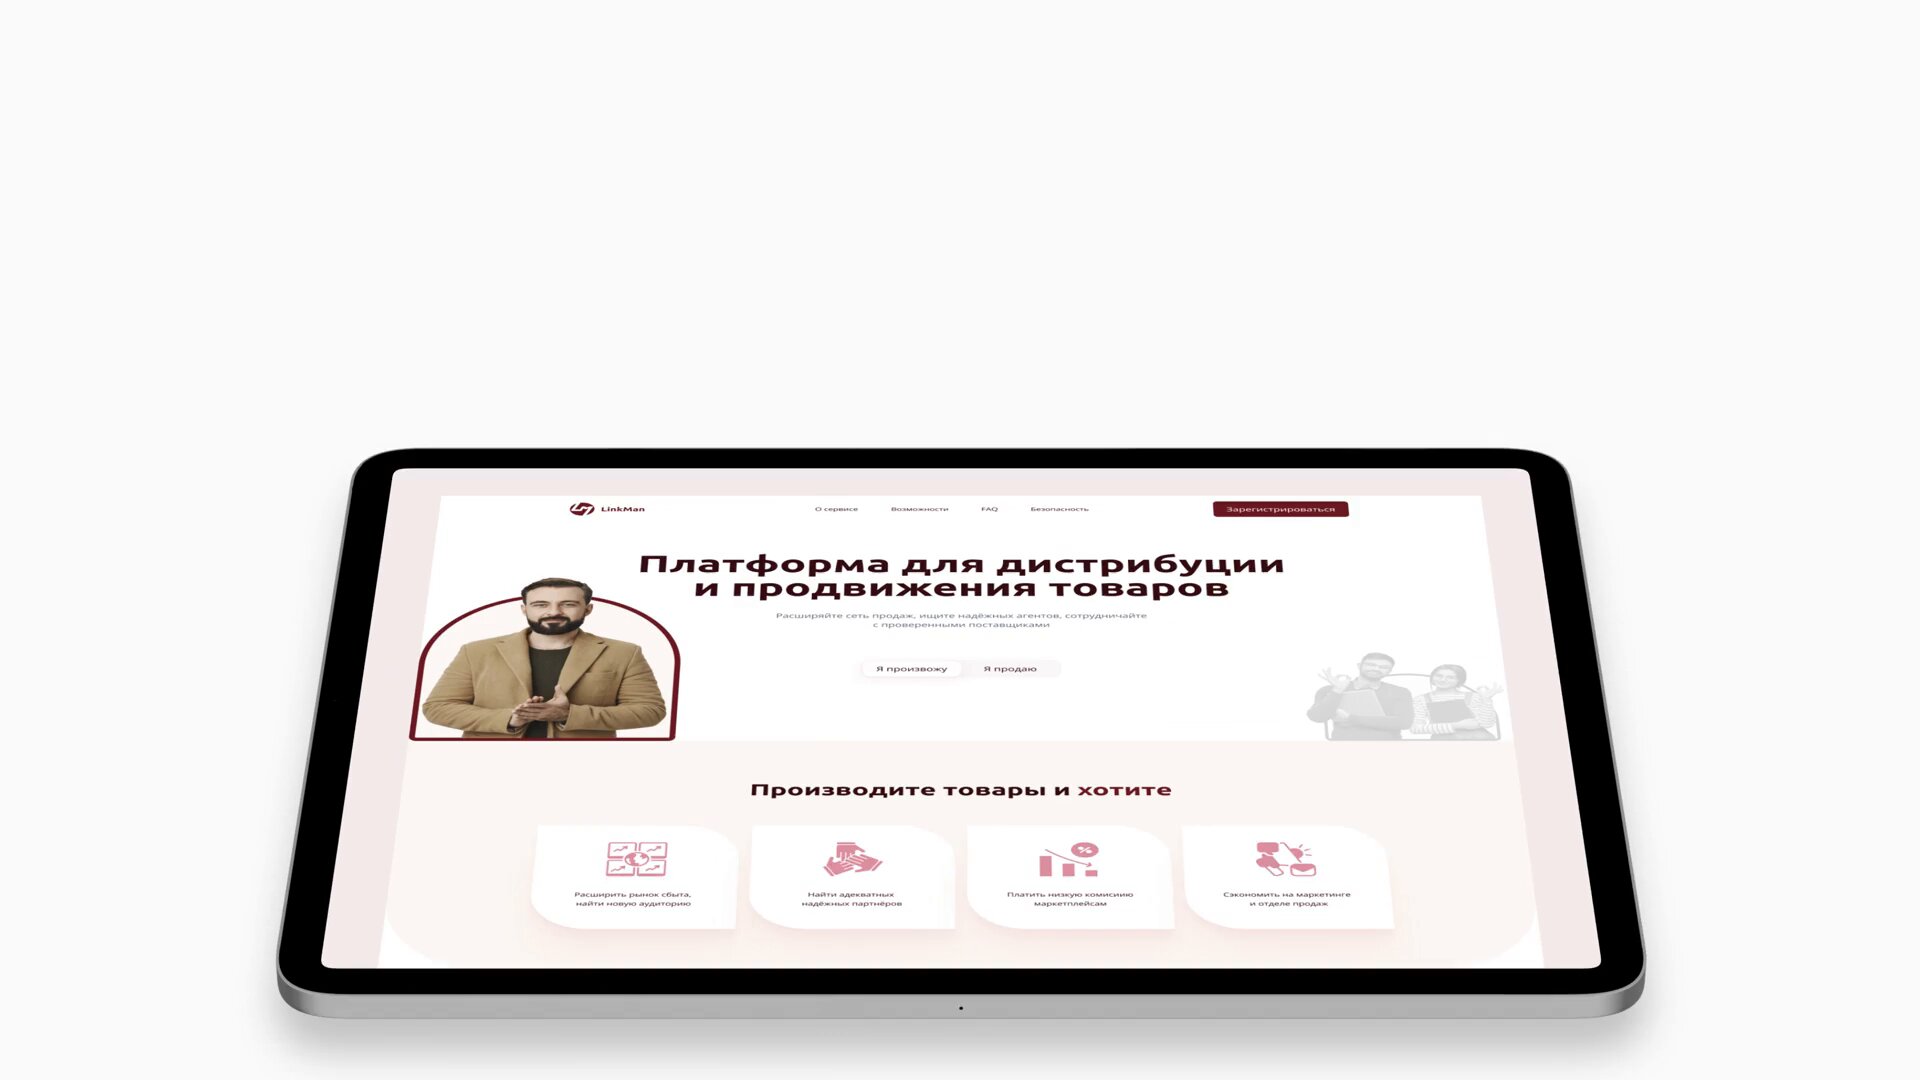 LinkMan
О сервисе
Возможности
FAQ
Безопасность
Зарегистрироваться
Платформа для дистрибуции
и продвижения товаров
Расширяйте сеть продаж, ищите надёжных агентов, сотрудничайте
с проверенными поставщиками
Я произвожу
Я продаю
Производите товары и хотите
Расширить рынок сбыта,
найти новую аудиторию
Найти адекватных
надёжных партнёров
Платить низкую комисиию
маркетплейсам
Сэкономить на маркетинге
и отделе продаж